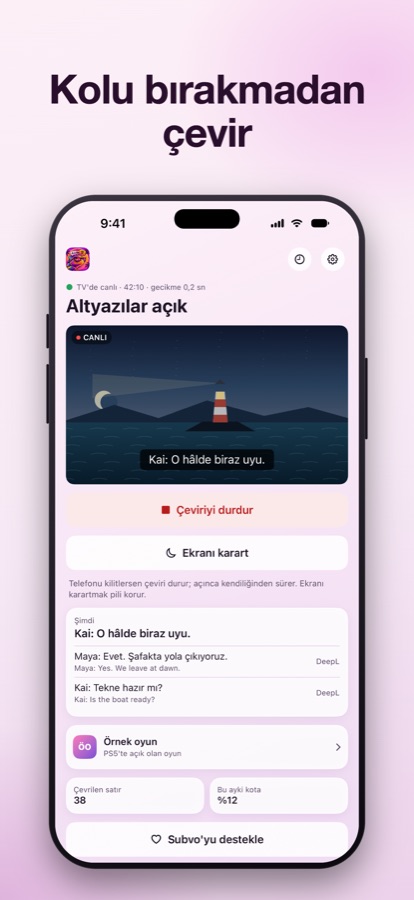 Kolu bırakmadan
çevir
9:41
TV'de canlı · 42:10 · gecikme 0,2 sn
Altyazılar açık
CANLI
Kai: O hâlde biraz uyu.
Çeviriyi durdur
Ekranı karart
Telefonu kilitlersen çeviri durur; açınca kendiliğinden sürer. Ekranı
karartmak pili korur.
Şimdi
Kai: O hâlde biraz uyu.
Maya: Evet. Şafakta yola çıkıyoruz.
Maya: Yes. We leave at dawn.
DeepL
Kai: Tekne hazır mı?
Kai: Is the boat ready?
DeepL
ÖO
Örnek oyun
PS5'te açık olan oyun
Çevrilen satır
38
Bu ayki kota
%12
Subvo'yu destekle